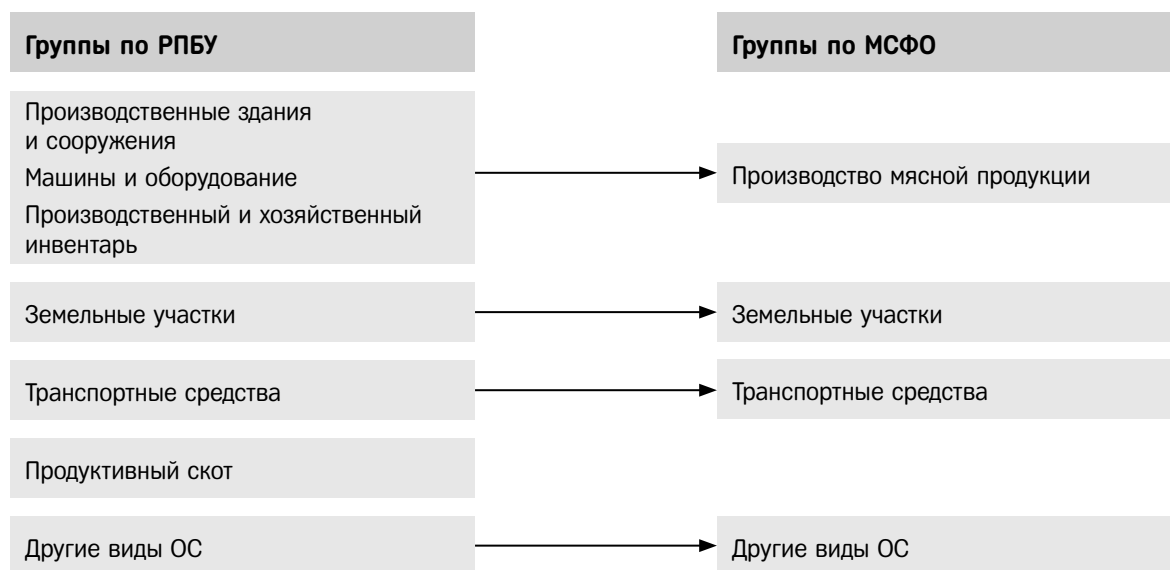 Группы по РПБУ
Группы по МСФО
Производственные здания
и сооружения
Машины и оборудование
Производственный и хозяйственный
инвентарь
Производство мясной продукции
Земельные участки
Земельные участки
Транспортные средства
Транспортные средства
Продуктивный скот
Другие виды ОС
Другие виды ОС